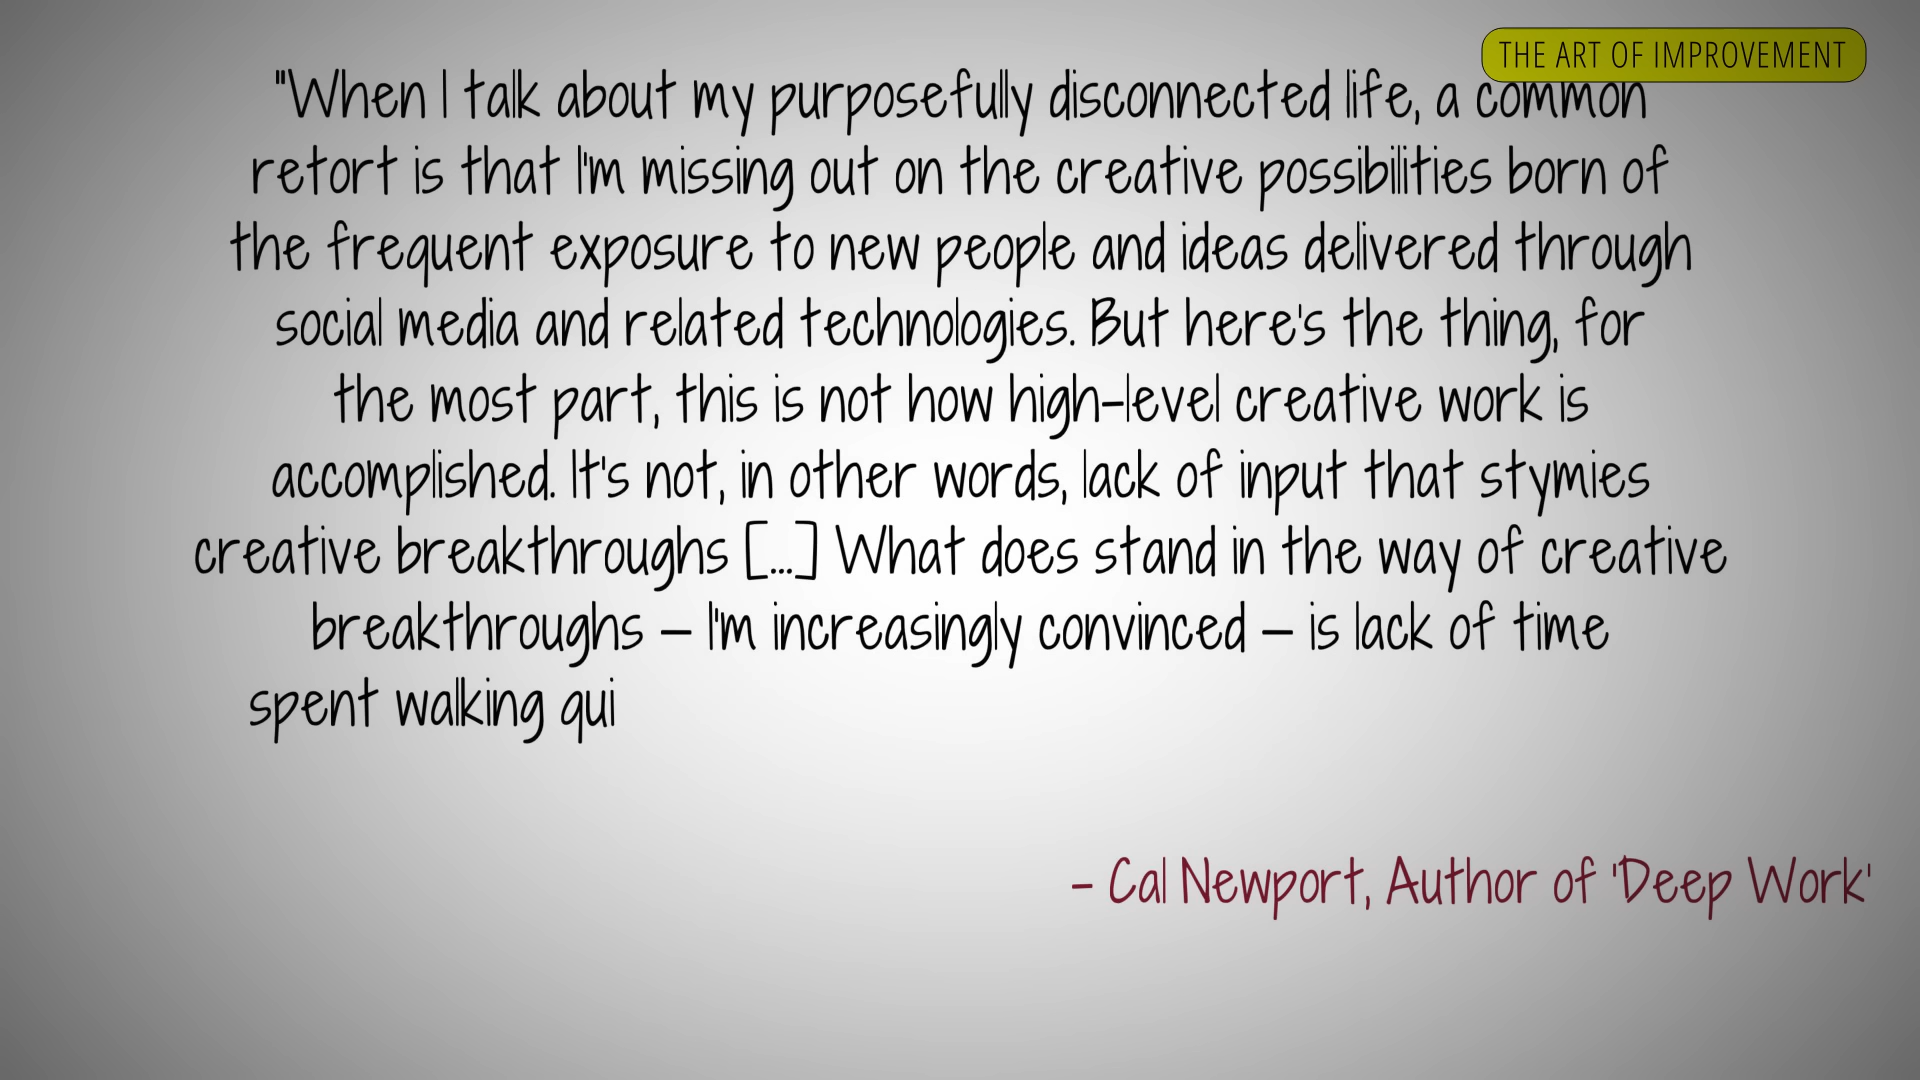 THE ART OF IMPROVEMENT
"When I talk about my purposefully disconnected life, a common
retort is that I'm missing out on the creative possibilities born of
the frequent exposure to new people and ideas delivered through
social media and related technologies. But here's the thing, for
the most part, this is not how high-level creative work is
accomplished. It's not, in other words, lack of input that stymies
creative breakthroughs [...] What does stand in the way of creative
breakthroughs – I'm increasingly convinced – is lack of time
spent walking qui
- Cal Newport, Author of 'Deep Work'